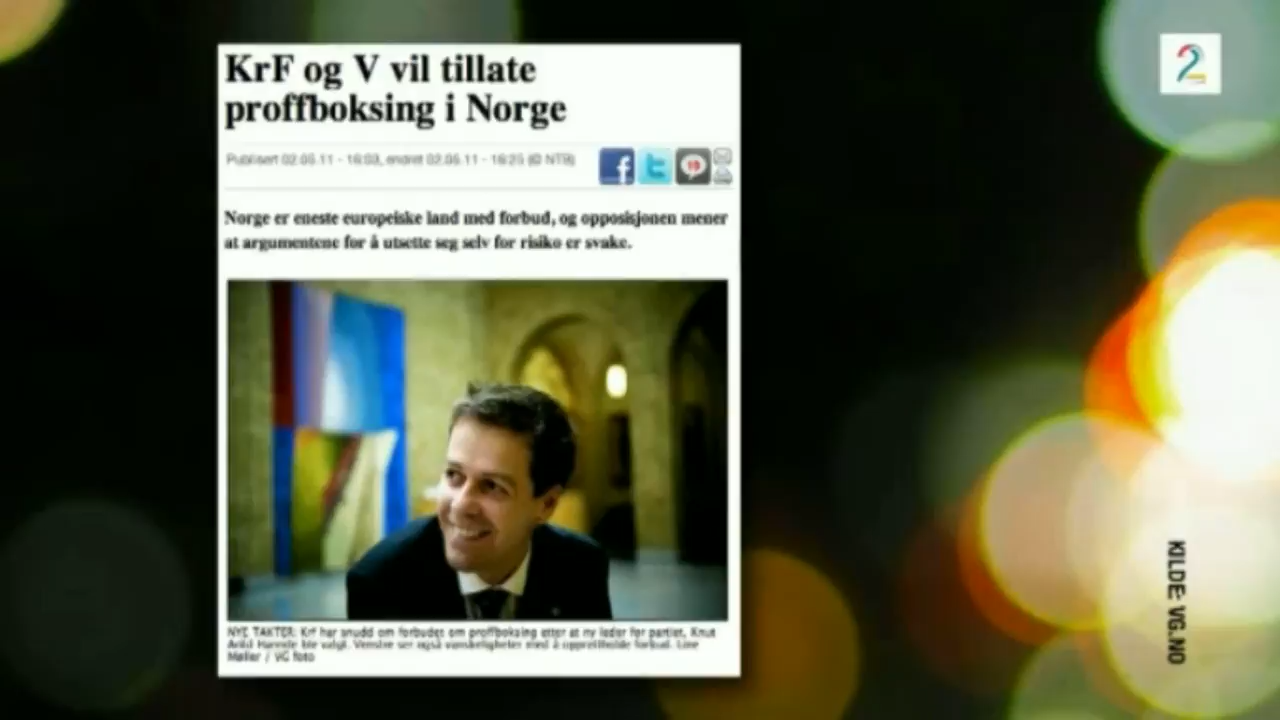 KrF og V vil tillate
proffboksing i Norge
Publisert 02.05.11 - 16:03, endret 02.05.11 - 16:25 (© NTB)
Norge er eneste europeiske land med forbud, og opposisjonen mener
at argumentene for å utsette seg selv for risiko er svake.
NYE TAKTER: Krf har snudd om forbudet om proffboksing etter at ny leder for partiet, Knut
Arild Hareide ble valgt. Venstre ser også vanskeligheter med å opprettholde forbud. Line
Møller / VG foto
2
KILDE: VG.NO